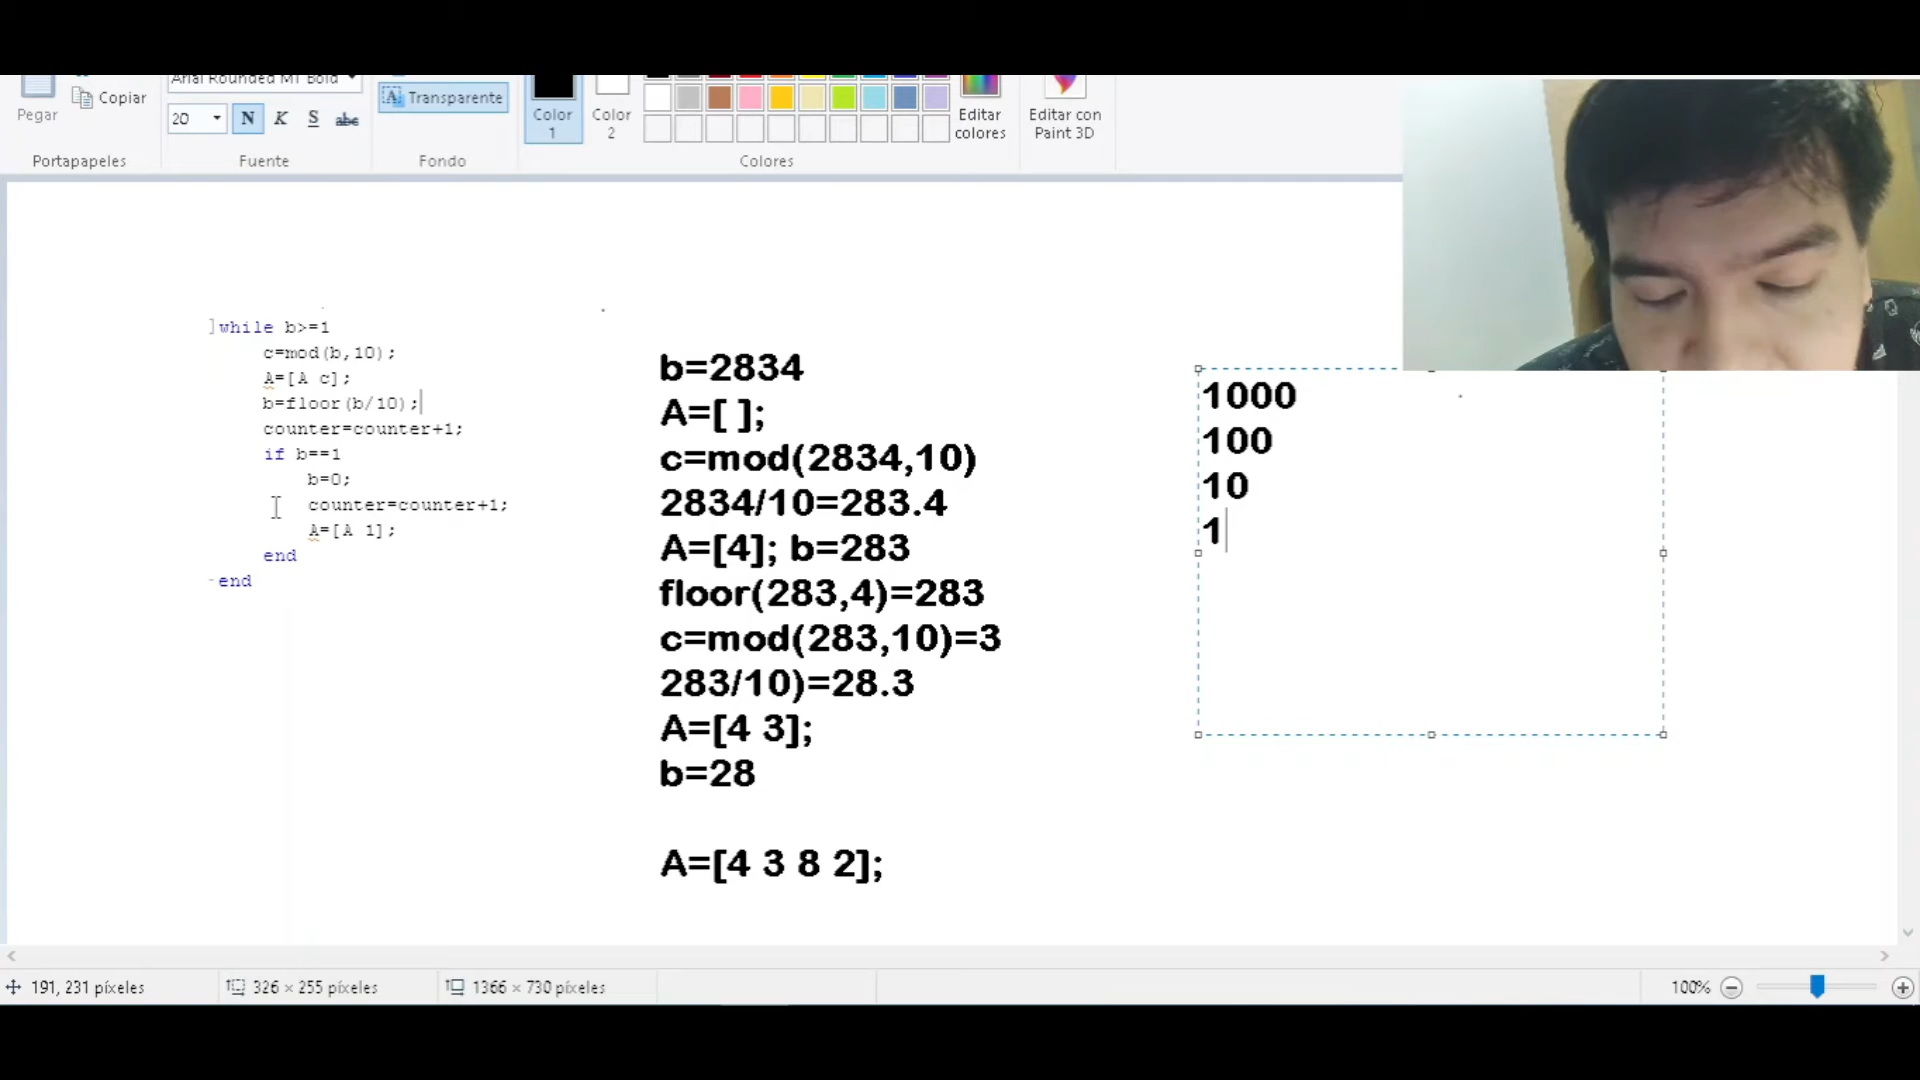 Arial Rounded MT Bold
Pegar
Copiar
20
N
K
S
abc
Transparente
Color 1
Color 2
Editar colores
Editar con Paint 3D
Portapapeles
Fuente
Fondo
Colores
while b>=1
c=mod(b,10);
A=[A c];
b=floor(b/10);
counter=counter+1;
if b==1
b=0;
counter=counter+1;
A=[A 1];
end
end
b=2834
A=[ ];
c=mod(2834,10)
2834/10=283.4
A=[4]; b=283
floor(283,4)=283
c=mod(283,10)=3
283/10)=28.3
A=[4 3];
b=28
A=[4 3 8 2];
1000
100
10
1
191, 231 píxeles
326 × 255 píxeles
1366 × 730 píxeles
100%